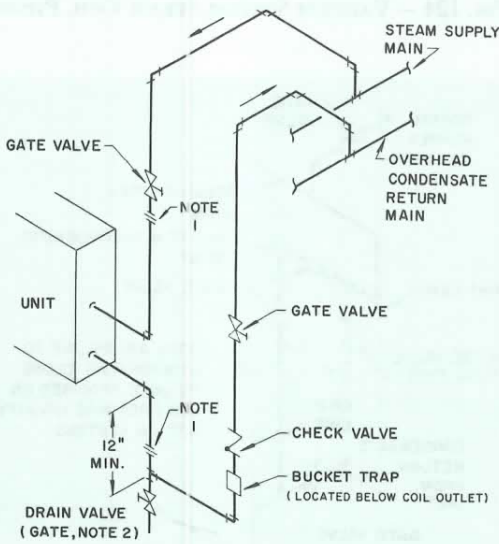 STEAM SUPPLY
MAIN
GATE VALVE
NOTE
1
OVERHEAD
CONDENSATE
RETURN
MAIN
UNIT
GATE VALVE
NOTE
1
12"
MIN.
CHECK VALVE
BUCKET TRAP
(LOCATED BELOW COIL OUTLET)
DRAIN VALVE
(GATE, NOTE 2)